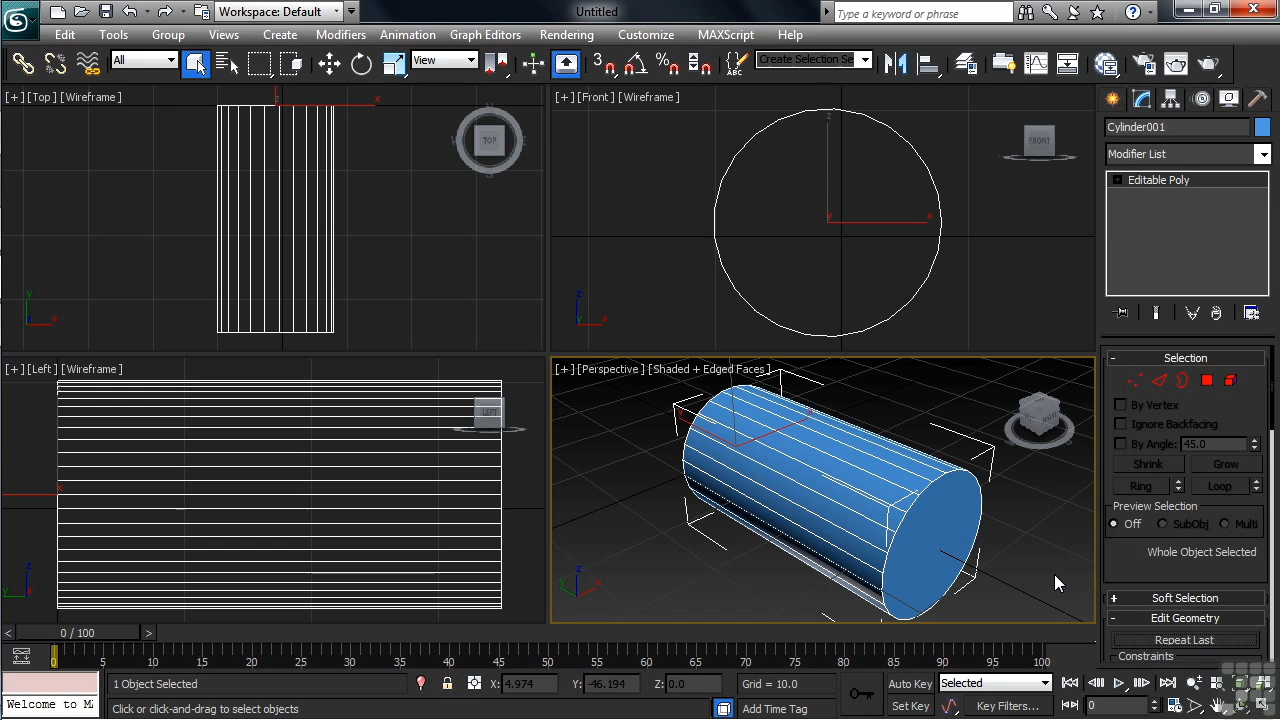 Workspace: Default
Untitled
Type a keyword or phrase
Edit Tools Group Views Create Modifiers Animation Graph Editors Rendering Customize MAXScript Help
All
View
3
Create Selection Se
[+] [Top] [Wireframe]
[+] [Front] [Wireframe]
TOP
FRONT
z x
z x y
y z x
z y x
Cylinder001
Modifier List
Editable Poly
[+] [Left] [Wireframe]
[+] [Perspective] [Shaded + Edged Faces]
LEFT
x
z y x
z y x
Selection
By Vertex
Ignore Backfacing
By Angle: 45.0
Shrink Grow
Ring Loop
Preview Selection
Off SubObj Multi
Whole Object Selected
Soft Selection
Edit Geometry
Repeat Last
Constraints
< 0 / 100 >
0 5 10 15 20 25 30 35 40 45 50 55 60 65 70 75 80 85 90 95 100
1 Object Selected
X: 4.974 Y: -46.194 Z: 0.0
Grid = 10.0
Auto Key Selected
Welcome to M
Click or click-and-drag to select objects
Add Time Tag
Set Key Key Filters...
0